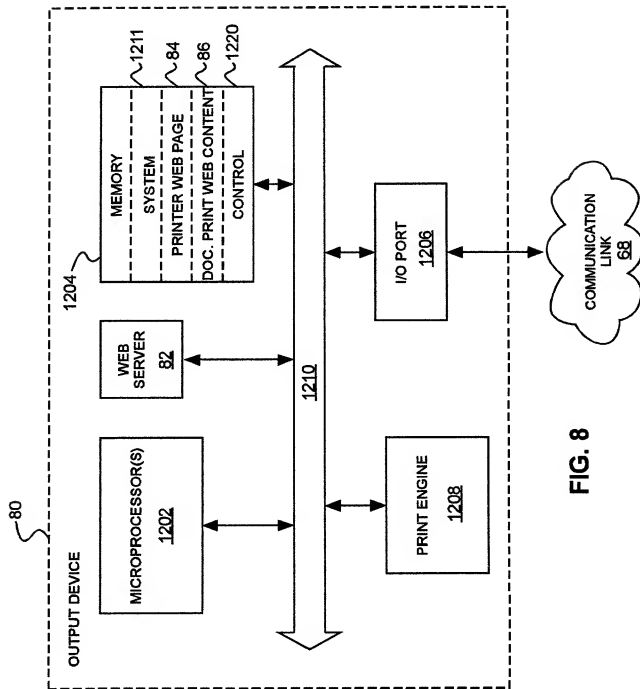 80
OUTPUT DEVICE
MICROPROCESSOR(S)
1202
WEB
SERVER
82
1204
MEMORY
SYSTEM
PRINTER WEB PAGE
DOC. PRINT WEB CONTENT
CONTROL
1211
84
86
1220
1210
PRINT ENGINE
1208
I/O PORT
1206
COMMUNICATION
LINK
68
FIG. 8